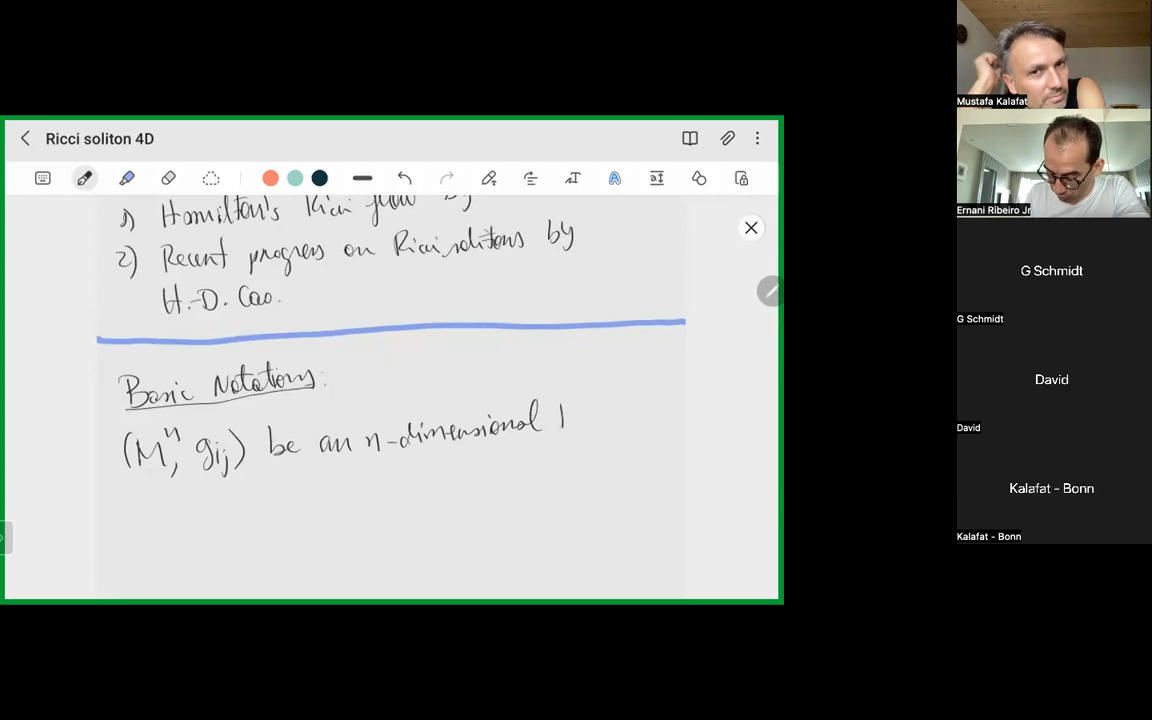 Ricci soliton 4D
1) Hamilton's Ricci flow by
2) Recent progress on Ricci solitons by
H.-D. Cao.
Basic Notations:
(Mⁿ, gij) be an n-dimensional
Mustafa Kalafat
Ernani Ribeiro Jr
G Schmidt
G Schmidt
David
David
Kalafat - Bonn
Kalafat - Bonn